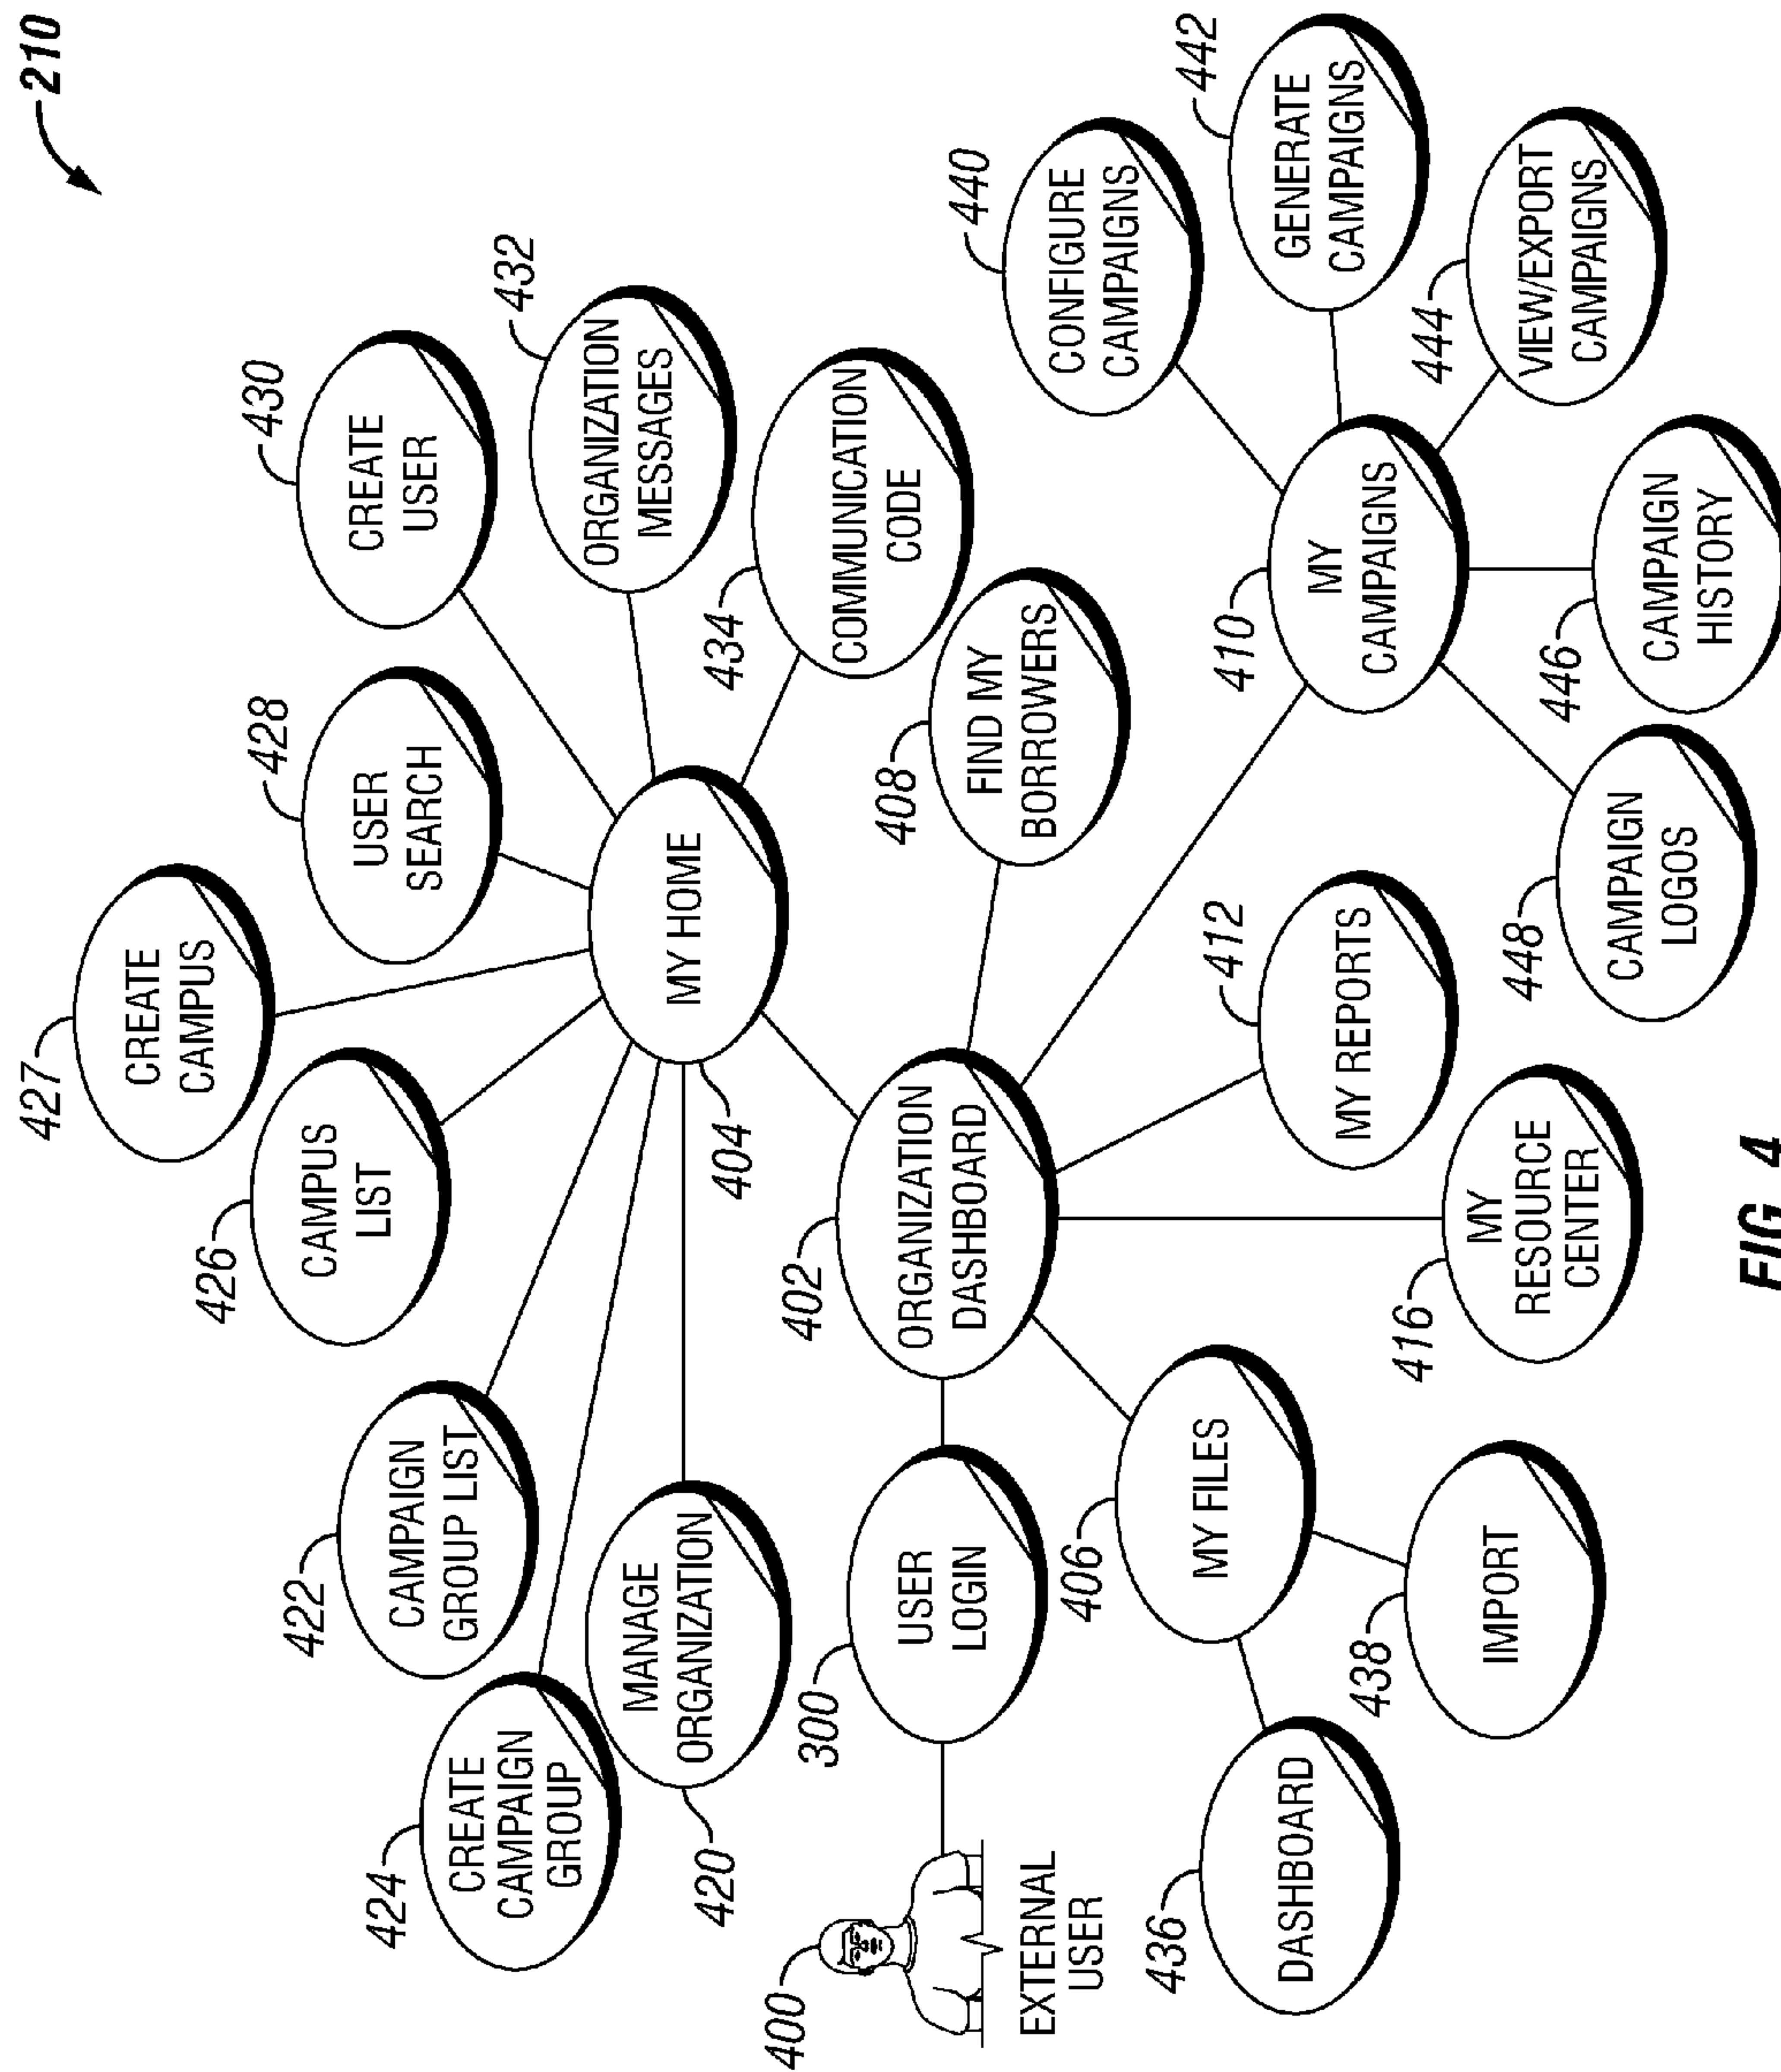 210
427
CREATE
CAMPUS
426
CAMPUS
LIST
428
USER
SEARCH
430
CREATE
USER
432
ORGANIZATION
MESSAGES
434
COMMUNICATION
CODE
422
CAMPAIGN
GROUP LIST
424
CREATE
CAMPAIGN
GROUP
420
MANAGE
ORGANIZATION
404
MY HOME
408
FIND MY
BORROWERS
400
EXTERNAL
USER
300
USER
LOGIN
402
ORGANIZATION
DASHBOARD
406
MY FILES
436
DASHBOARD
438
IMPORT
416
MY
RESOURCE
CENTER
412
MY REPORTS
410
MY
CAMPAIGNS
440
CONFIGURE
CAMPAIGNS
442
GENERATE
CAMPAIGNS
444
VIEW/EXPORT
CAMPAIGNS
446
CAMPAIGN
HISTORY
448
CAMPAIGN
LOGOS
FIG. 4